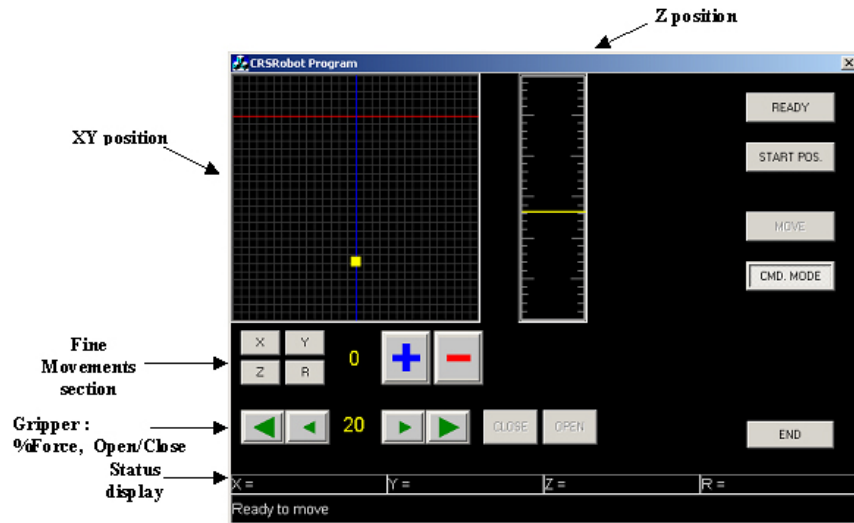 Z position
CRSRobot Program
READY
XY position
START POS.
MOVE
CMD. MODE
Fine
Movements
section
X Y
0
Z R
Gripper :
%Force, Open/Close
20
CLOSE OPEN
END
Status
display
X = Y = Z = R =
Ready to move